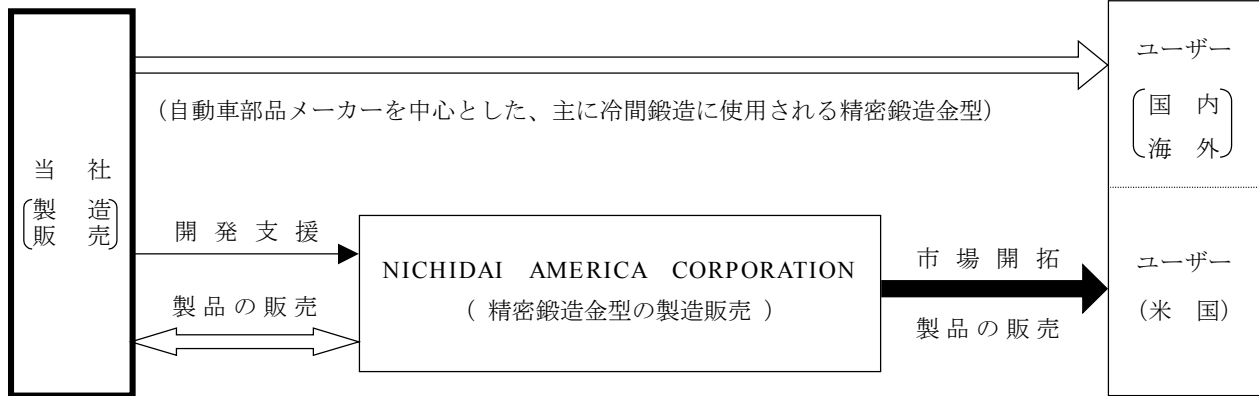 当 社
製 造
販 売
(自動車部品メーカーを中心とした、主に冷間鍛造に使用される精密鍛造金型)
開 発 支 援
製 品 の 販 売
NICHIDAI AMERICA CORPORATION
( 精密鍛造金型の製造販売 )
市 場 開 拓
製 品 の 販 売
ユーザー
国 内
海 外
ユーザー
(米 国)